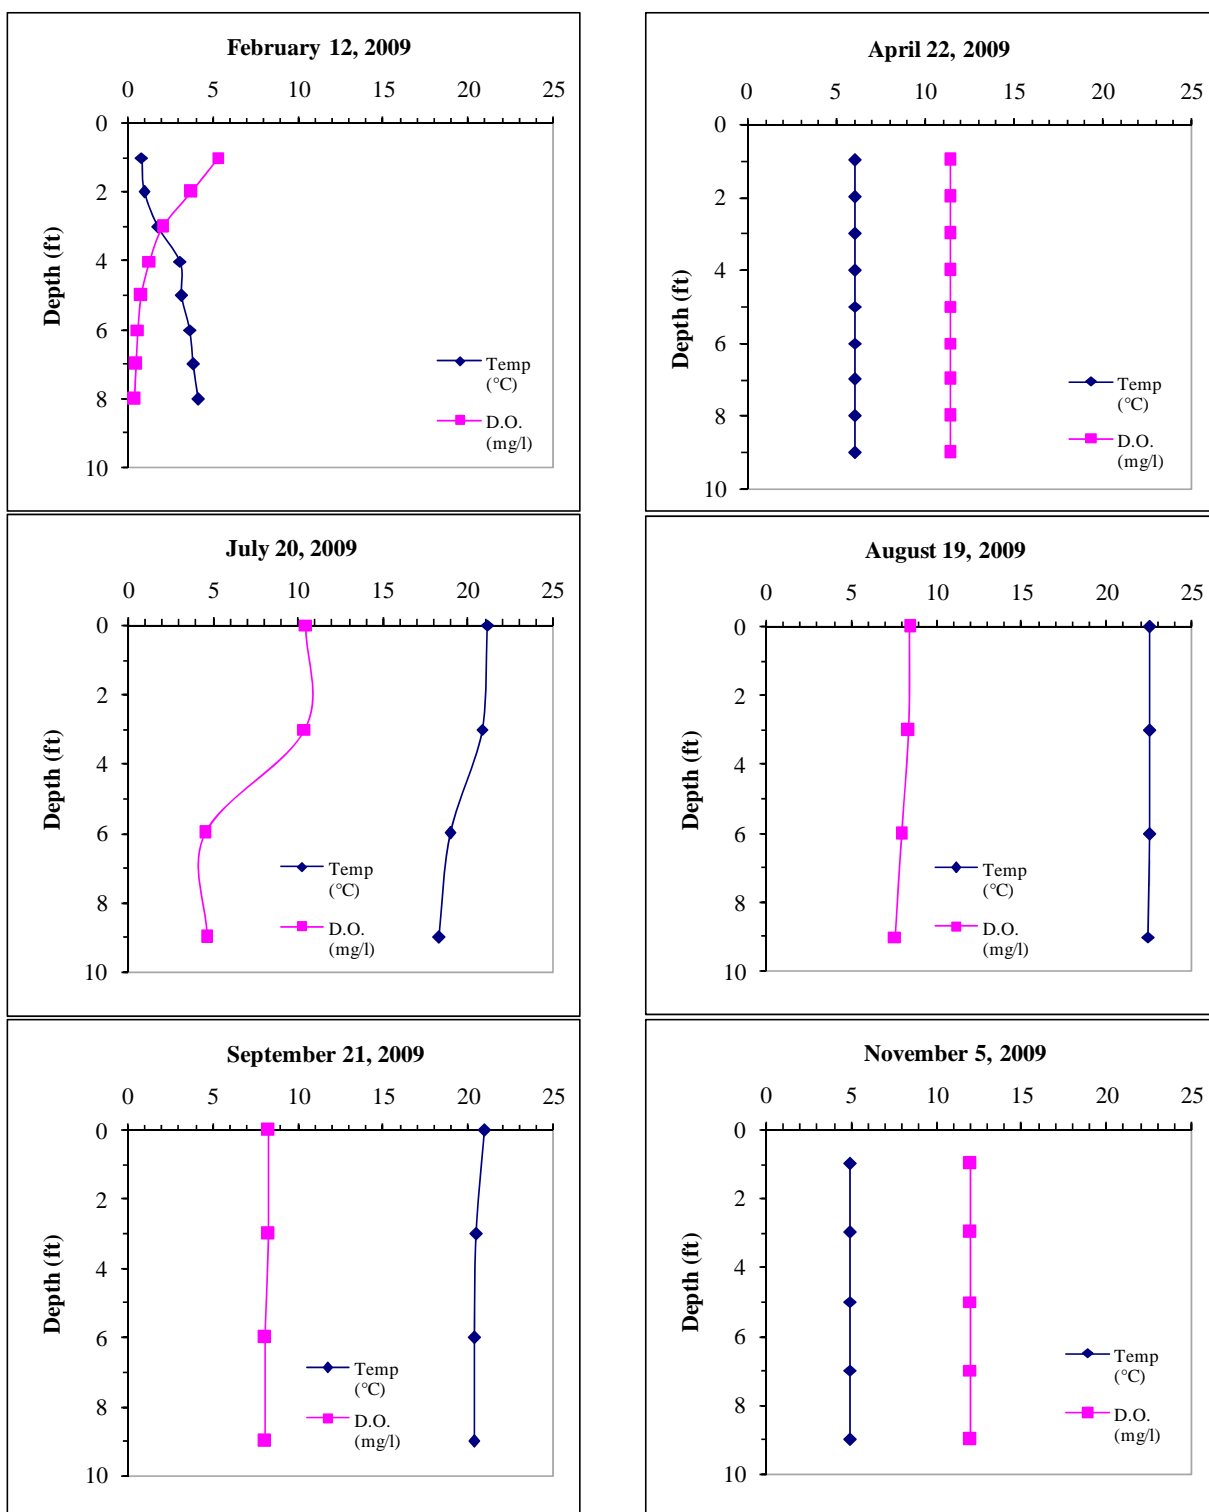 February 12, 2009
0 5 10 15 20 25
0
2
4
6
8
10
Depth (ft)
Temp
(°C)
D.O.
(mg/l)
April 22, 2009
0 5 10 15 20 25
0
2
4
6
8
10
Depth (ft)
Temp
(°C)
D.O.
(mg/l)
July 20, 2009
0 5 10 15 20 25
0
2
4
6
8
10
Depth (ft)
Temp
(°C)
D.O.
(mg/l)
August 19, 2009
0 5 10 15 20 25
0
2
4
6
8
10
Depth (ft)
Temp
(°C)
D.O.
(mg/l)
September 21, 2009
0 5 10 15 20 25
0
2
4
6
8
10
Depth (ft)
Temp
(°C)
D.O.
(mg/l)
November 5, 2009
0 5 10 15 20 25
0
2
4
6
8
10
Depth (ft)
Temp
(°C)
D.O.
(mg/l)